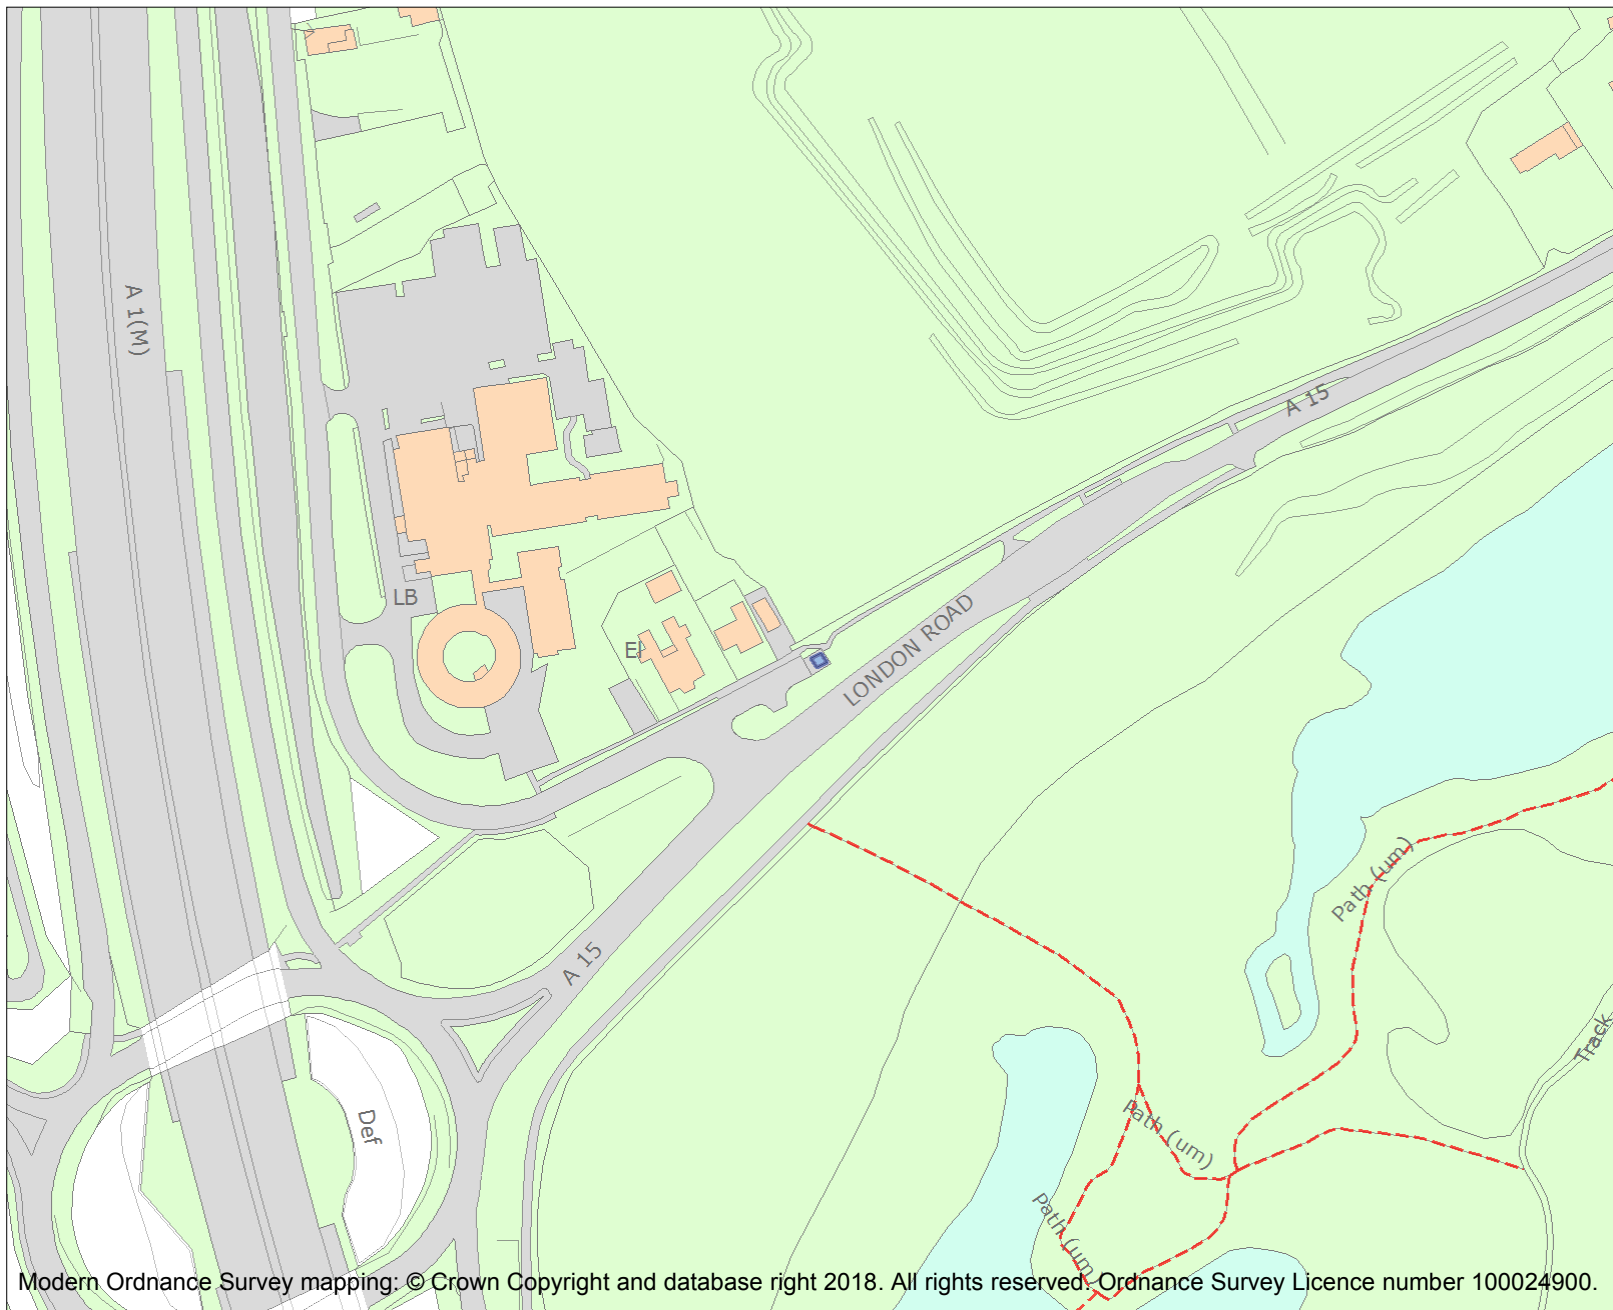 A 1(M)
A 15
LB
LONDON ROAD
El
Path (um)
A 15
Track
Path (um)
Def
Path (um)
Modern Ordnance Survey mapping: © Crown Copyright and database right 2018. All rights reserved. Ordnance Survey Licence number 100024900.